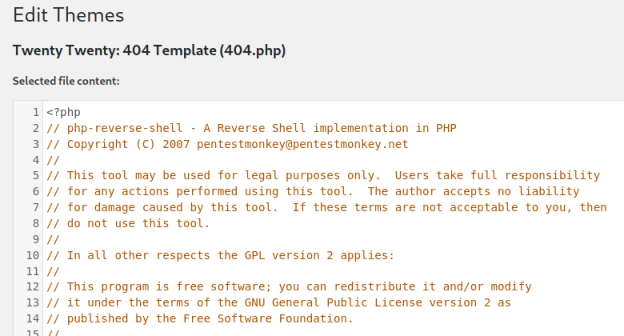 Edit Themes
Twenty Twenty: 404 Template (404.php)
Selected file content:
1 <?php
2 // php-reverse-shell - A Reverse Shell implementation in PHP
3 // Copyright (C) 2007 pentestmonkey@pentestmonkey.net
4 //
5 // This tool may be used for legal purposes only.  Users take full responsibility
6 // for any actions performed using this tool.  The author accepts no liability
7 // for damage caused by this tool.  If these terms are not acceptable to you, then
8 // do not use this tool.
9 //
10 // In all other respects the GPL version 2 applies:
11 //
12 // This program is free software; you can redistribute it and/or modify
13 // it under the terms of the GNU General Public License version 2 as
14 // published by the Free Software Foundation.
15 //